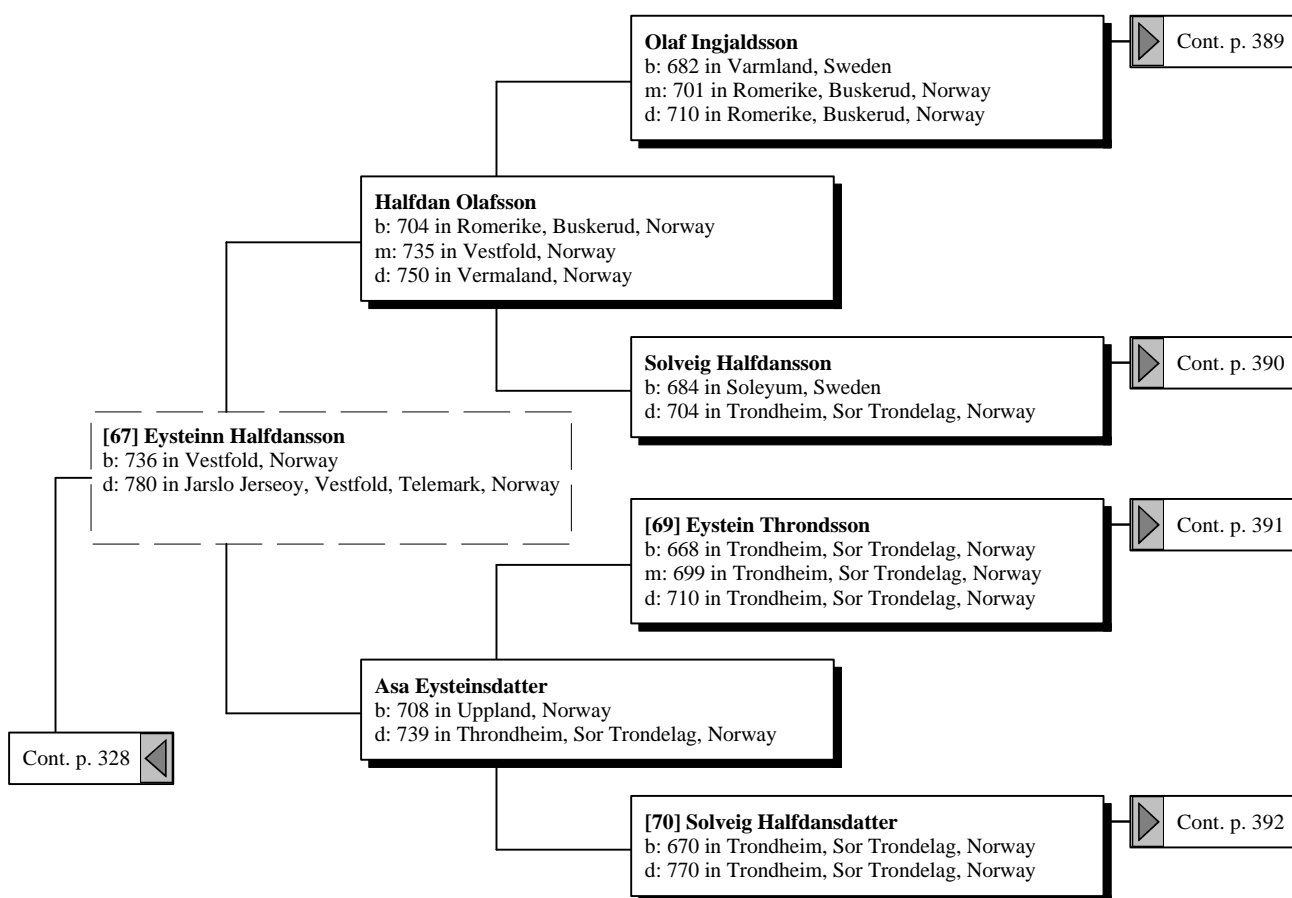 Olaf Ingjaldsson
b: 682 in Varmland, Sweden
m: 701 in Romerike, Buskerud, Norway
d: 710 in Romerike, Buskerud, Norway
Cont. p. 389
Halfdan Olafsson
b: 704 in Romerike, Buskerud, Norway
m: 735 in Vestfold, Norway
d: 750 in Vermaland, Norway
Solveig Halfdansson
b: 684 in Soleyum, Sweden
d: 704 in Trondheim, Sor Trondelag, Norway
Cont. p. 390
[67] Eysteinn Halfdansson
b: 736 in Vestfold, Norway
d: 780 in Jarslo Jerseoy, Vestfold, Telemark, Norway
[69] Eystein Throndsson
b: 668 in Trondheim, Sor Trondelag, Norway
m: 699 in Trondheim, Sor Trondelag, Norway
d: 710 in Trondheim, Sor Trondelag, Norway
Cont. p. 391
Asa Eysteinsdatter
b: 708 in Uppland, Norway
d: 739 in Throndheim, Sor Trondelag, Norway
Cont. p. 328
[70] Solveig Halfdansdatter
b: 670 in Trondheim, Sor Trondelag, Norway
d: 770 in Trondheim, Sor Trondelag, Norway
Cont. p. 392